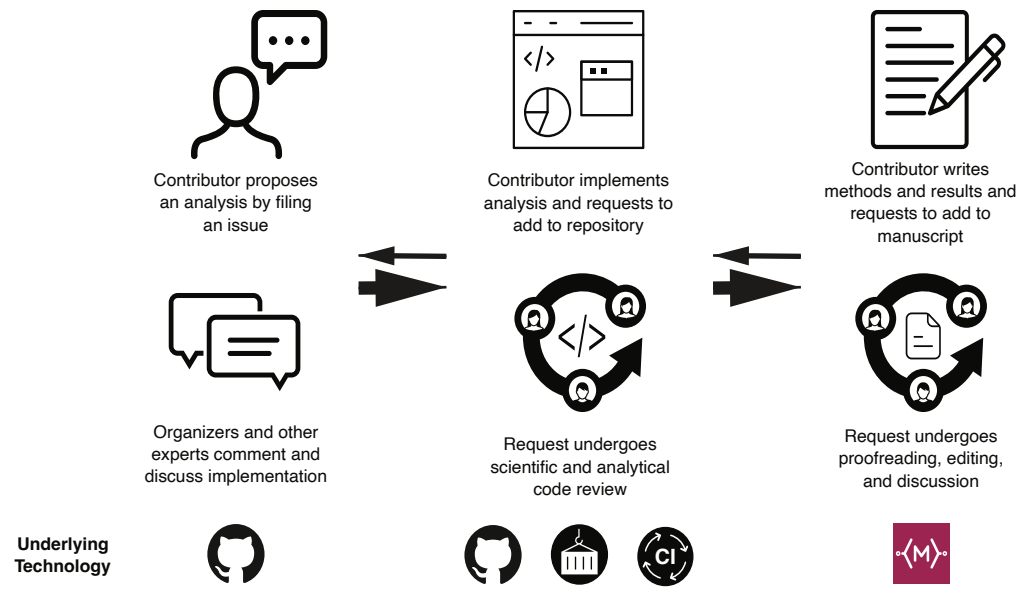 Contributor proposes
an analysis by filing
an issue
Contributor implements
analysis and requests to
add to repository
Contributor writes
methods and results and
requests to add to
manuscript
Organizers and other
experts comment and
discuss implementation
Request undergoes
scientific and analytical
code review
Request undergoes
proofreading, editing,
and discussion
Underlying
Technology
CI
M